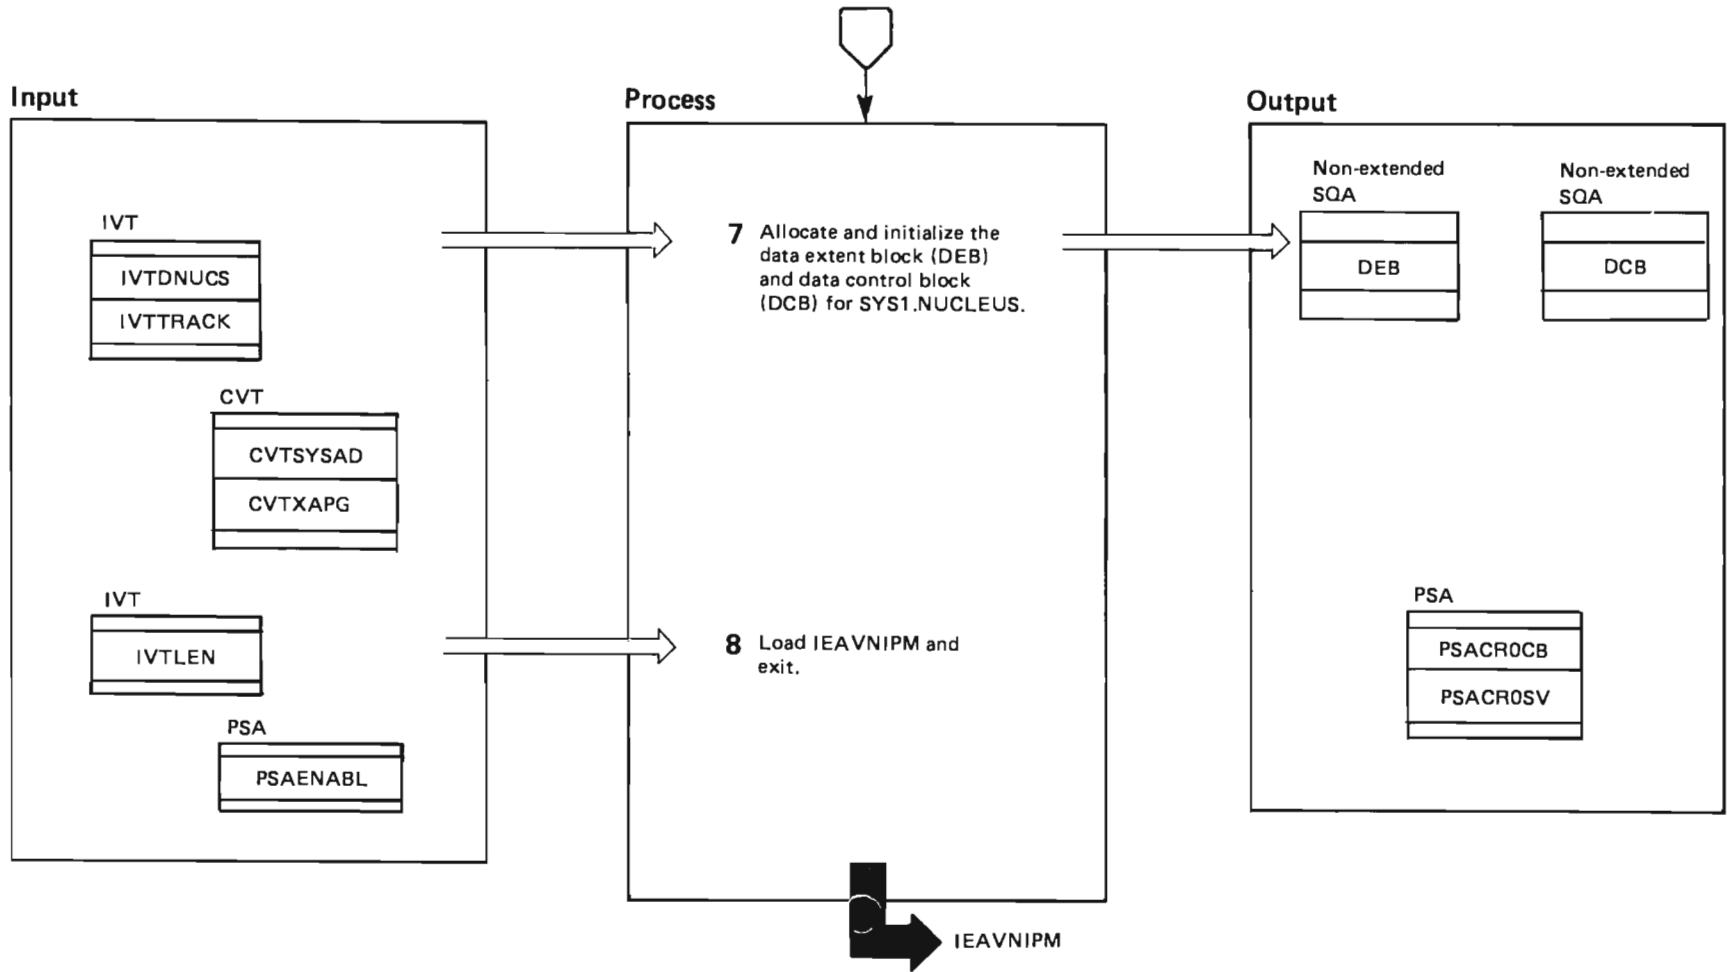 Input
IVT
IVTDNUCS
IVTTRACK
CVT
CVTSYSAD
CVTXAPG
IVT
IVTLEN
PSA
PSAENABL
Process
7 Allocate and initialize the
data extent block (DEB)
and data control block
(DCB) for SYS1.NUCLEUS.
8 Load IEAVNIPM and
exit.
IEAVNIPM
Output
Non-extended
SQA
DEB
Non-extended
SQA
DCB
PSA
PSACR0CB
PSACR0SV